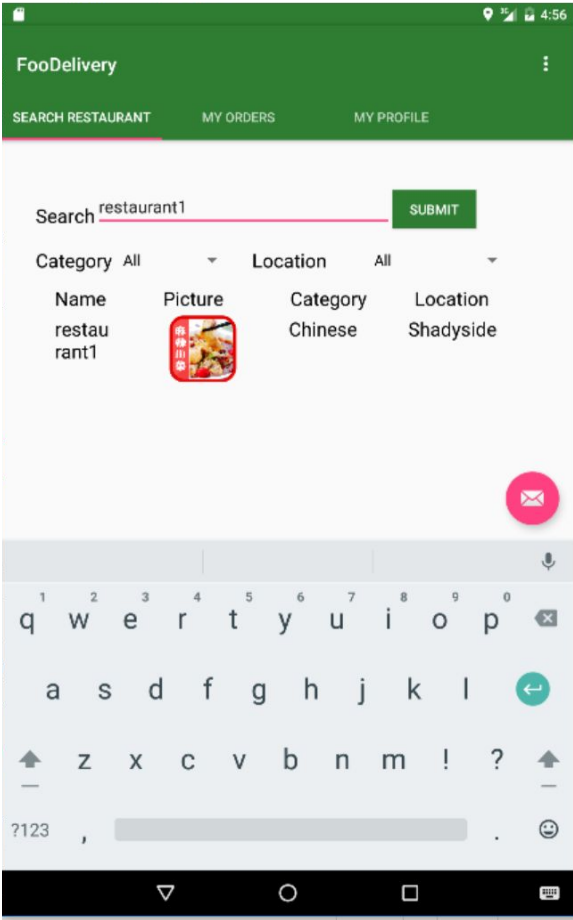 3G 4:56
FooDelivery
SEARCH RESTAURANT MY ORDERS MY PROFILE
Search restaurant1 SUBMIT
Category All Location All
Name Picture Category Location
restau Chinese Shadyside
rant1
1 2 3 4 5 6 7 8 9 0
q w e r t y u i o p
a s d f g h j k l
z x c v b n m ! ?
?123 , .